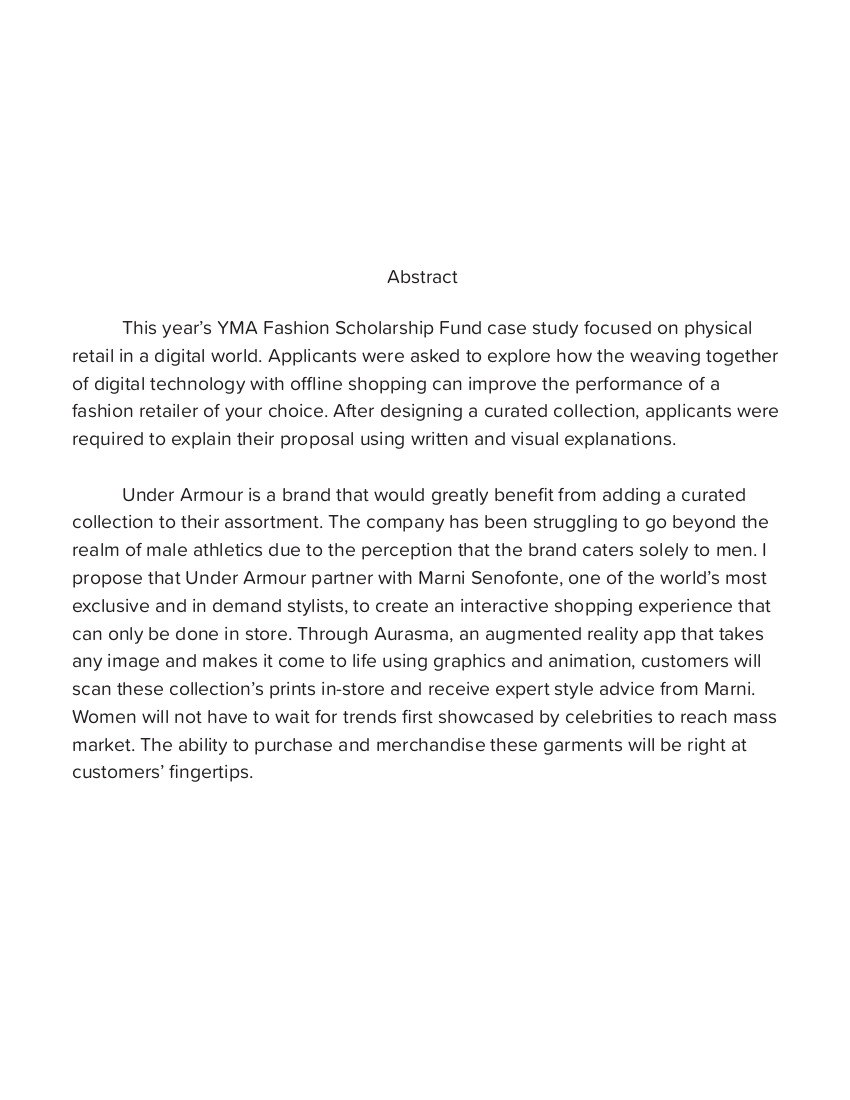 Abstract
This year’s YMA Fashion Scholarship Fund case study focused on physical
retail in a digital world. Applicants were asked to explore how the weaving together
of digital technology with offline shopping can improve the performance of a
fashion retailer of your choice. After designing a curated collection, applicants were
required to explain their proposal using written and visual explanations.
Under Armour is a brand that would greatly benefit from adding a curated
collection to their assortment. The company has been struggling to go beyond the
realm of male athletics due to the perception that the brand caters solely to men. I
propose that Under Armour partner with Marni Senofonte, one of the world’s most
exclusive and in demand stylists, to create an interactive shopping experience that
can only be done in store. Through Aurasma, an augmented reality app that takes
any image and makes it come to life using graphics and animation, customers will
scan these collection’s prints in-store and receive expert style advice from Marni.
Women will not have to wait for trends first showcased by celebrities to reach mass
market. The ability to purchase and merchandise these garments will be right at
customers’ fingertips.